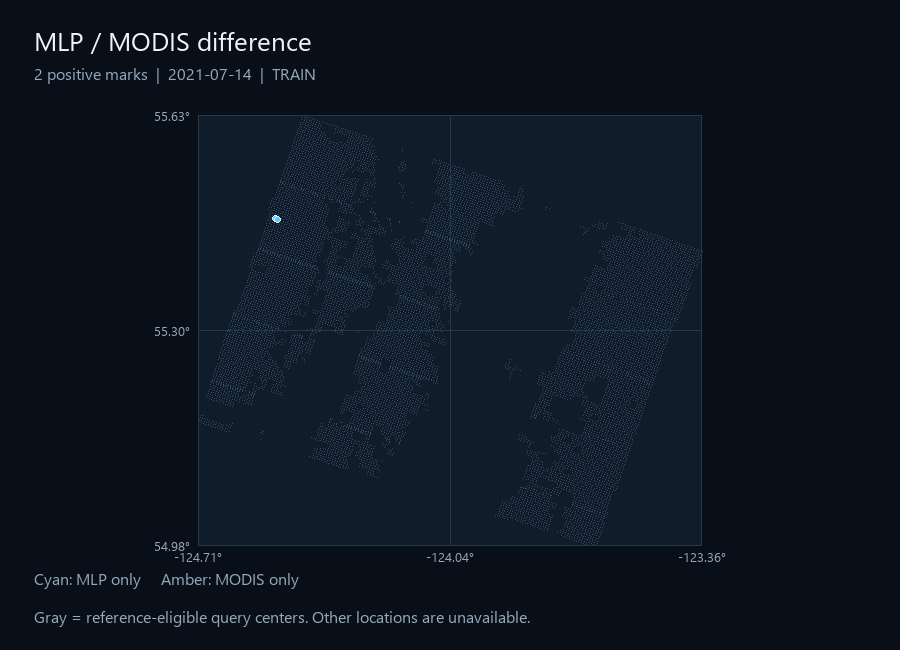 MLP / MODIS difference
2 positive marks | 2021-07-14 | TRAIN
55.63°
55.30°
54.98°
-124.71° -124.04° -123.36°
Cyan: MLP only Amber: MODIS only
Gray = reference-eligible query centers. Other locations are unavailable.